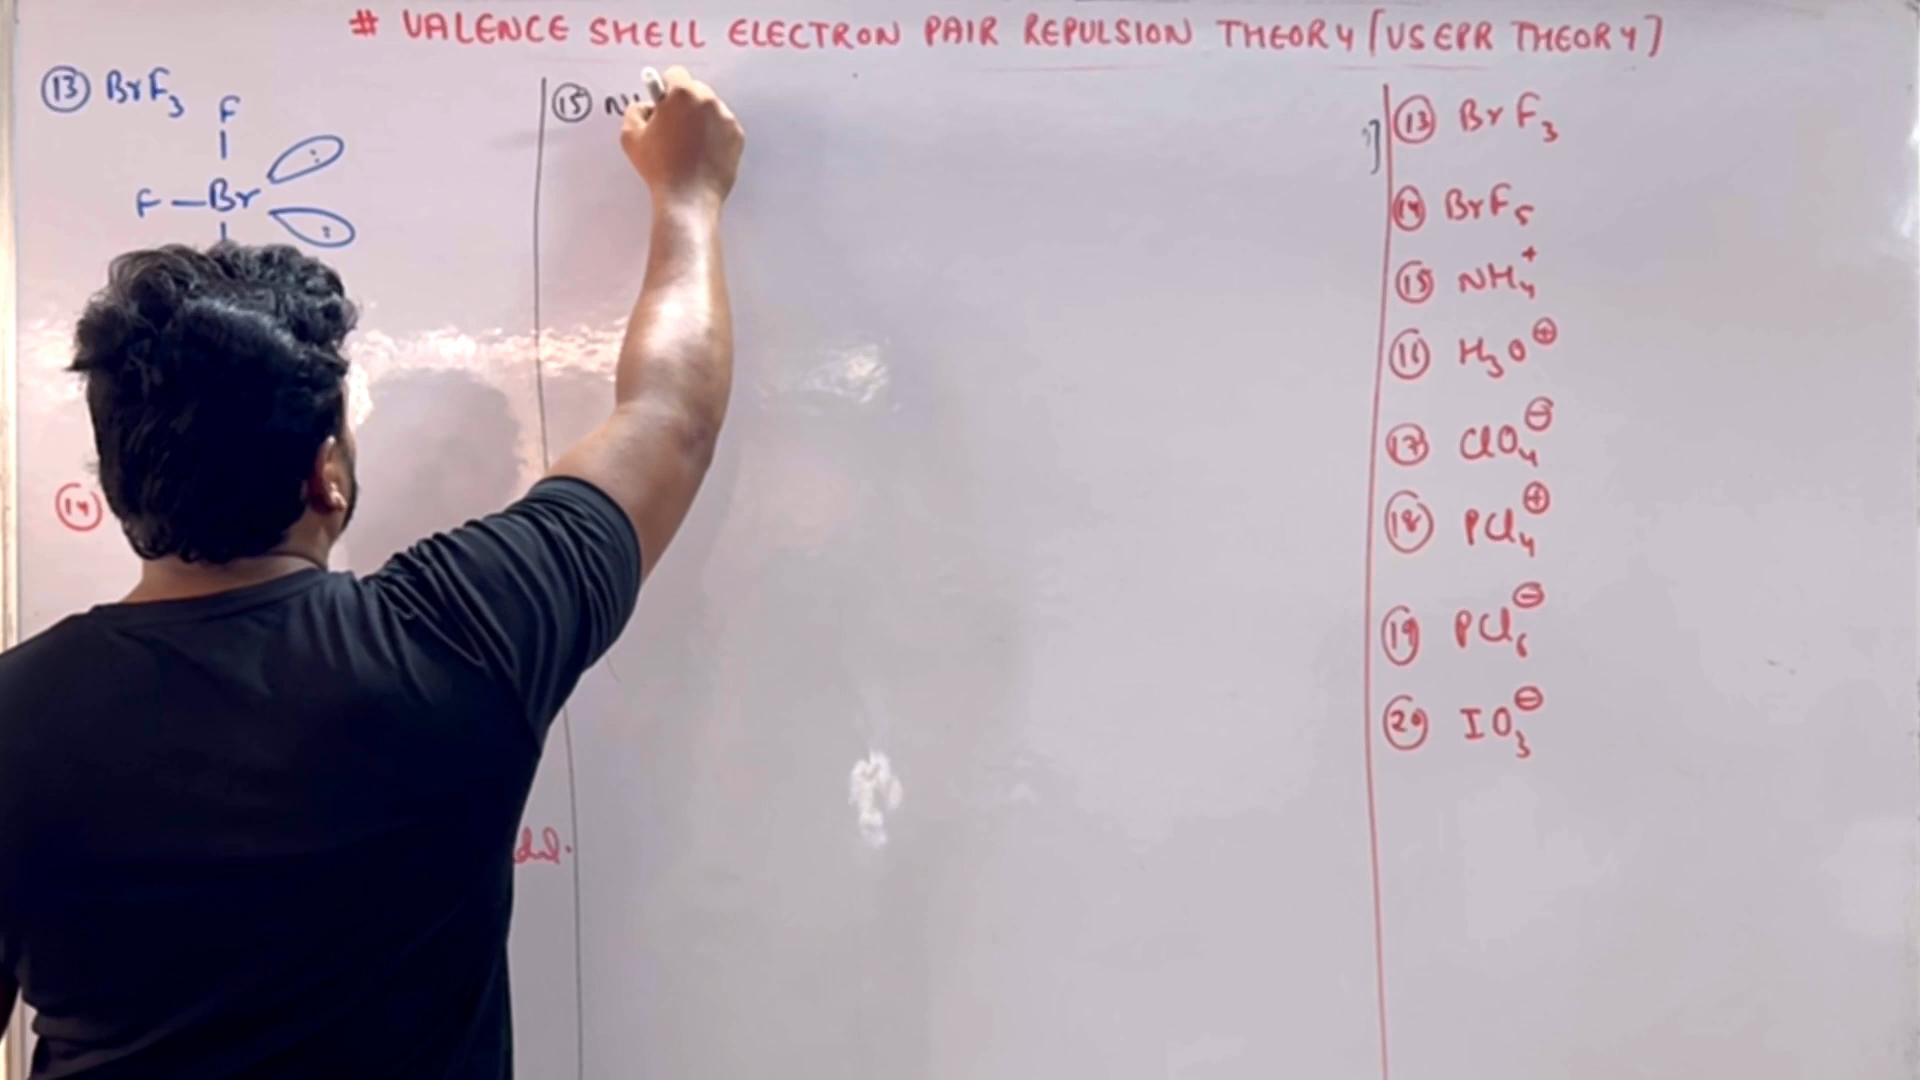 # VALENCE SHELL ELECTRON PAIR REPULSION THEORY [VSEPR THEORY]
(13) BrF3
F
F – Br
:
:
(14)
(15) N
(13) BrF3
(14) BrF5
(15) NH4+
(16) H3O⊕
(17) ClO4⊖
(18) PCl4⊕
(19) PCl6⊖
(20) IO3⊖